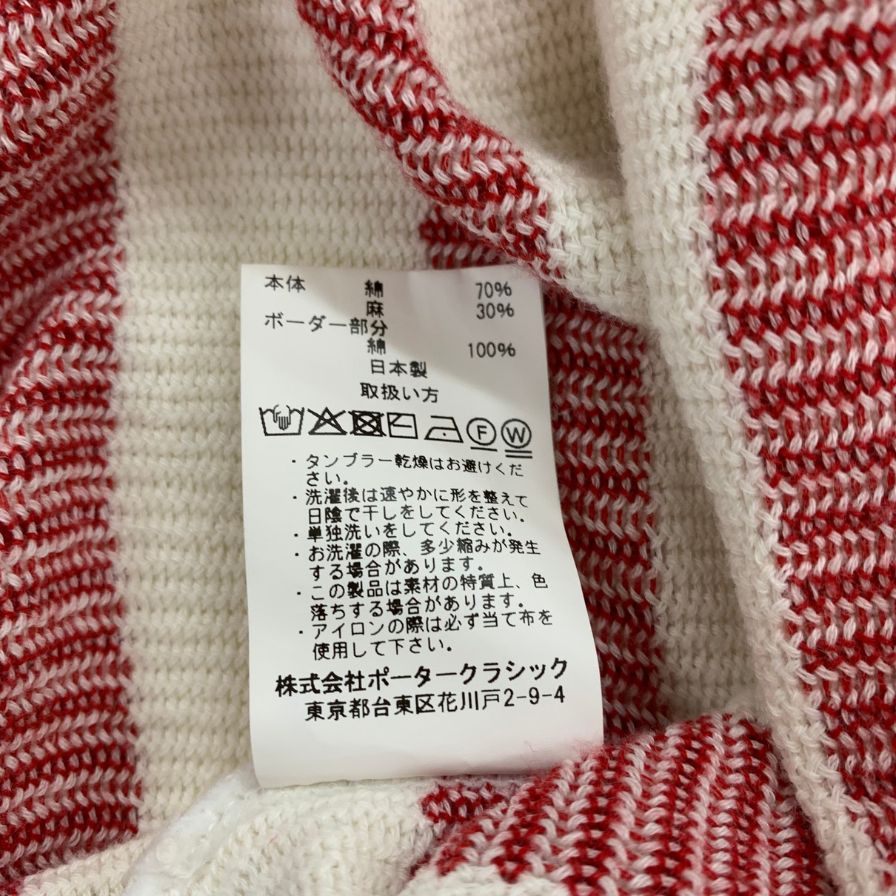 本体 綿 70%
麻 30%
ボーダー部分
綿 100%
日本製
取扱い方
F W
・タンブラー乾燥はお避けくだ
さい。
・洗濯後は速やかに形を整えて
日陰で干しをしてください。
・単独洗いをしてください。
・お洗濯の際、多少縮みが発生
する場合があります。
・この製品は素材の特質上、色
落ちする場合があります。
・アイロンの際は必ず当て布を
使用して下さい。
株式会社ポータークラシック
東京都台東区花川戸2-9-4